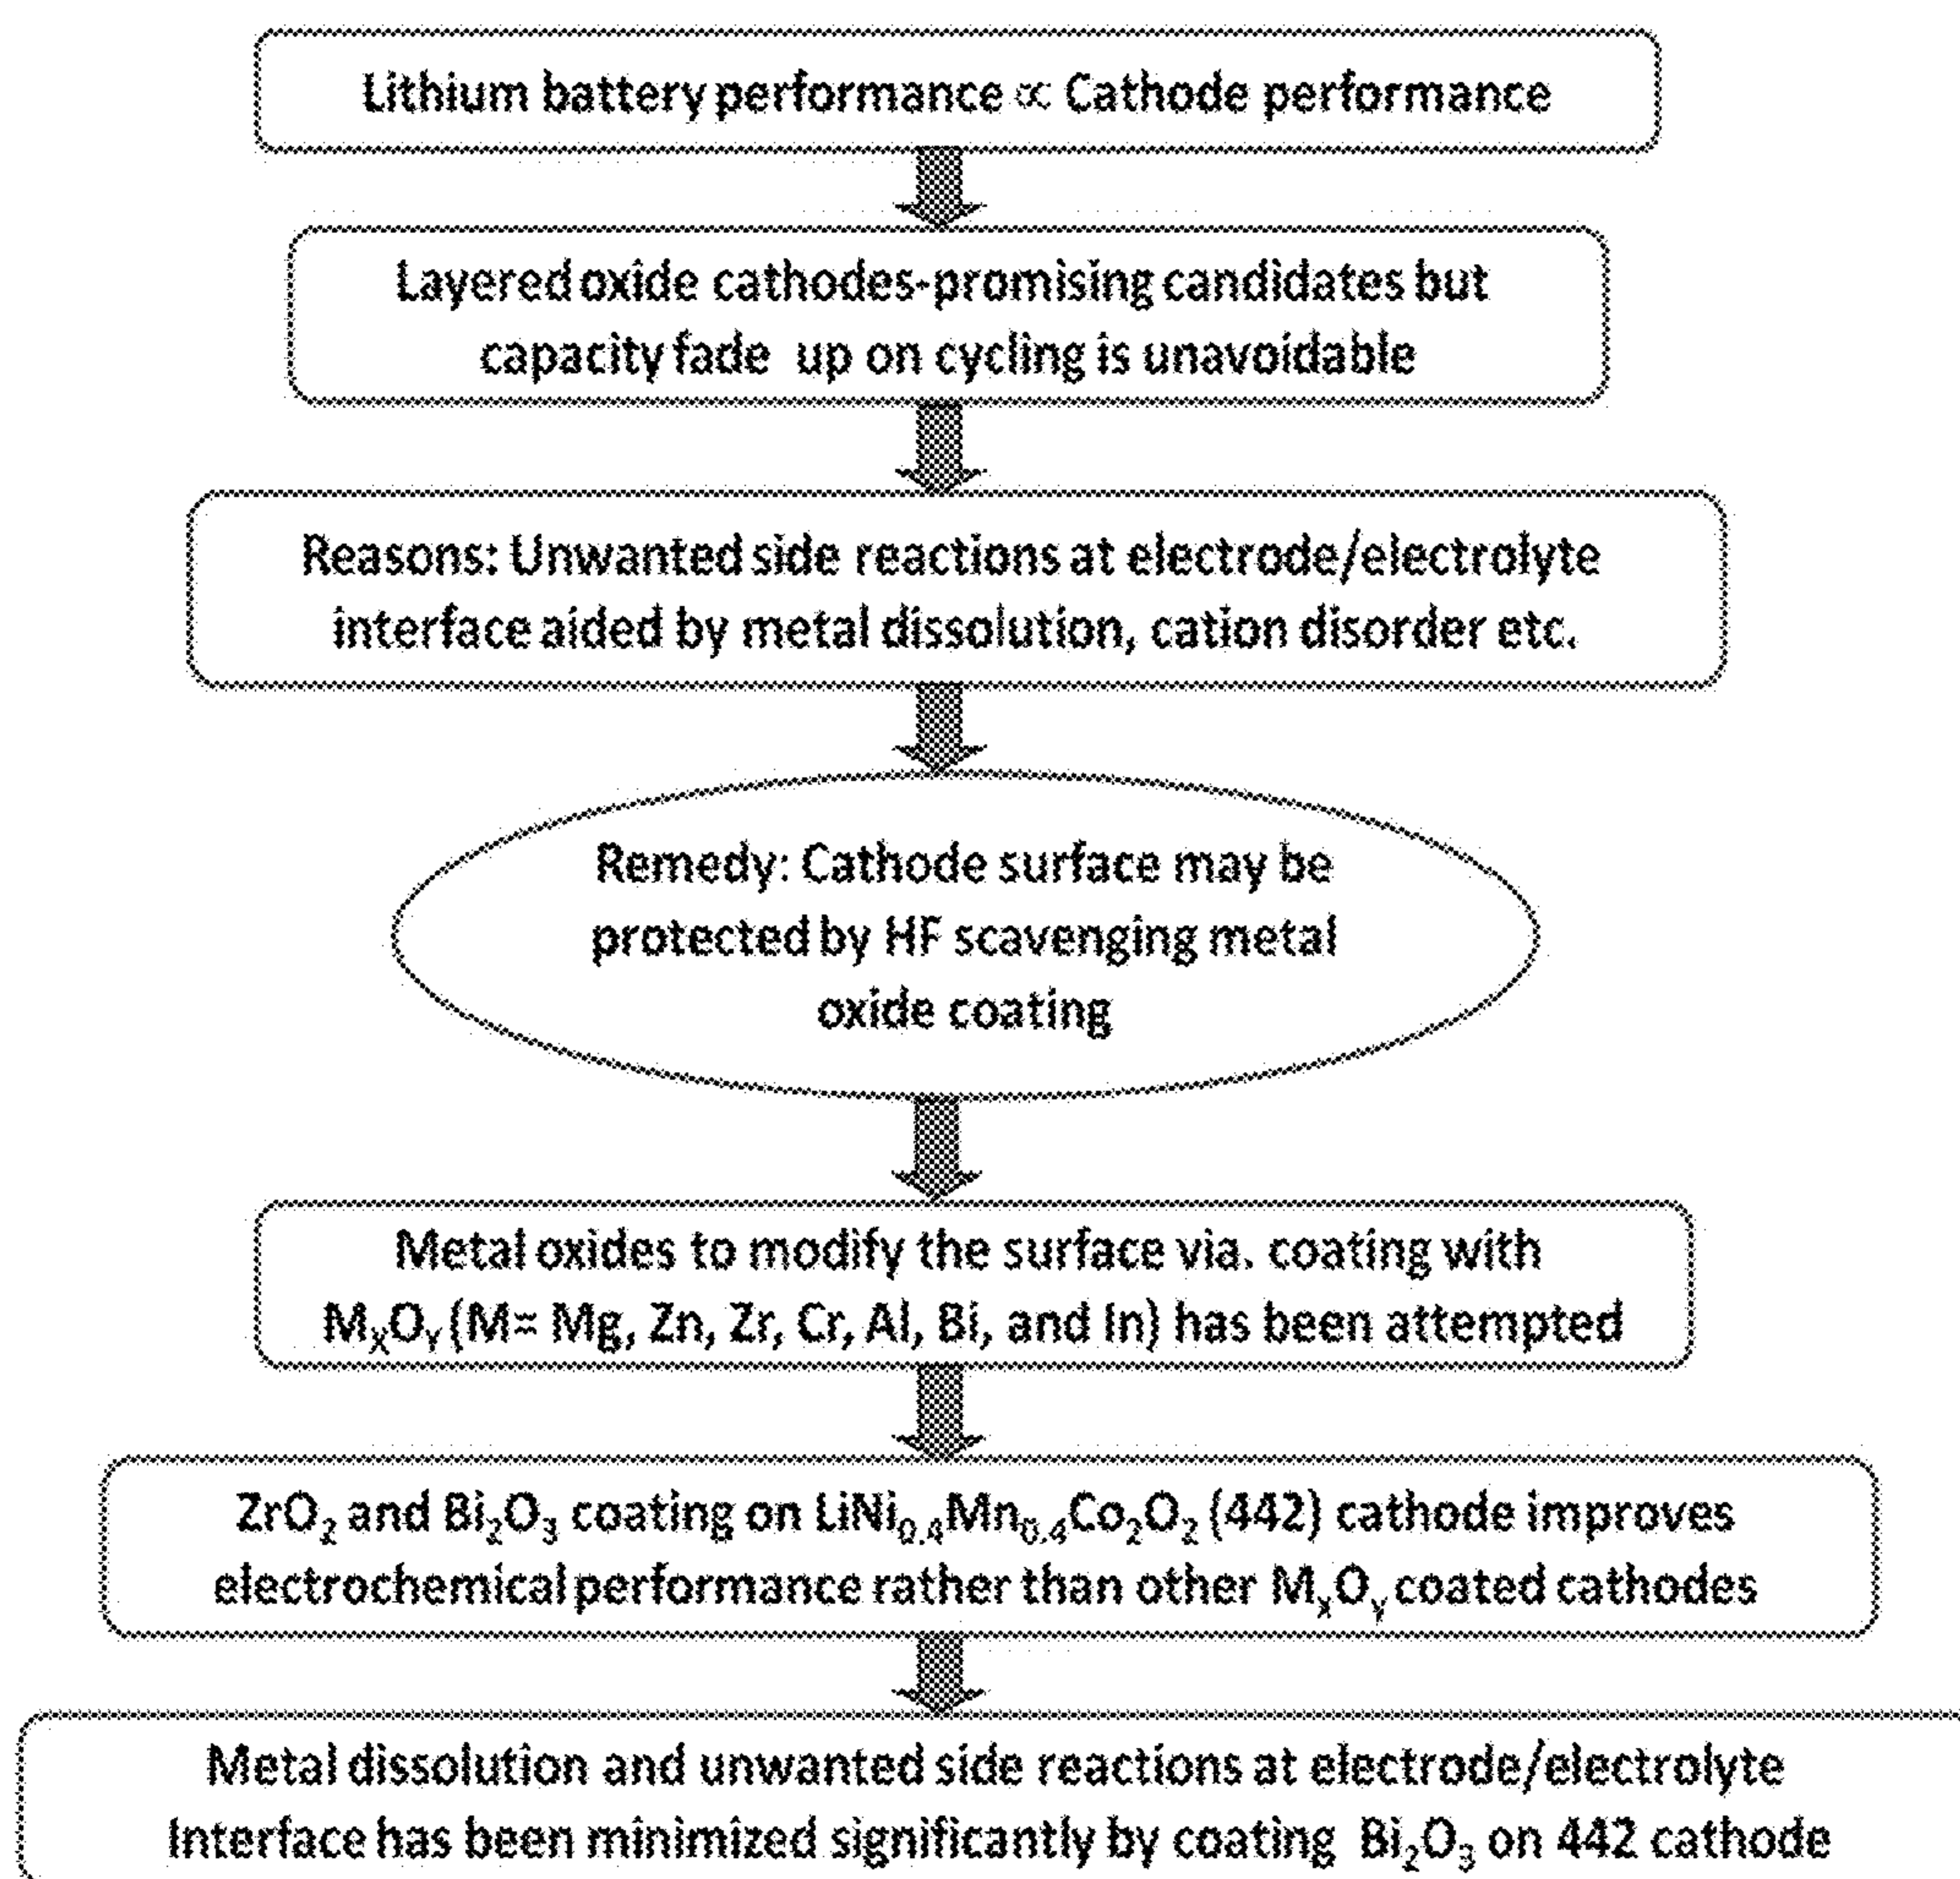 Lithium battery performance ∝ Cathode performance
Layered oxide cathodes-promising candidates but
capacity fade up on cycling is unavoidable
Reasons: Unwanted side reactions at electrode/electrolyte
interface aided by metal dissolution, cation disorder etc.
Remedy: Cathode surface may be
protected by HF scavenging metal
oxide coating
Metal oxides to modify the surface via. coating with
MₓOᵧ (M= Mg, Zn, Zr, Cr, Al, Bi, and In) has been attempted
ZrO₂ and Bi₂O₃ coating on LiNi₀.₄Mn₀.₄Co₂O₂ (442) cathode improves
electrochemical performance rather than other MₓOᵧ coated cathodes
Metal dissolution and unwanted side reactions at electrode/electrolyte
Interface has been minimized significantly by coating Bi₂O₃ on 442 cathode